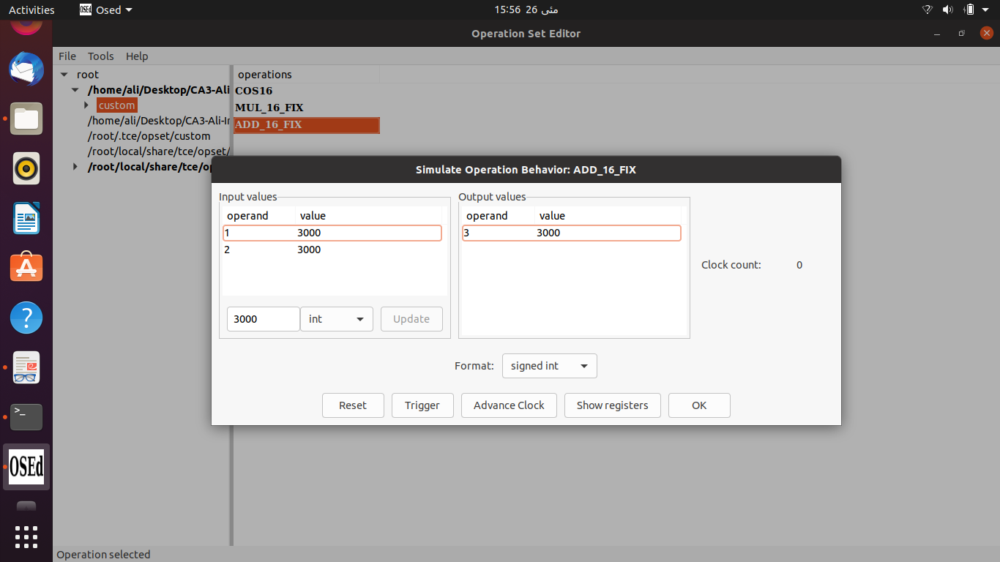 Activities
OSEd Osed
15:56 26 مئی
Operation Set Editor
File Tools Help
root
/home/ali/Desktop/CA3-Ali
custom
/home/ali/Desktop/CA3-Ali-Ir
/root/.tce/opset/custom
/root/local/share/tce/opset/
/root/local/share/tce/op
operations
COS16
MUL_16_FIX
ADD_16_FIX
Simulate Operation Behavior: ADD_16_FIX
Input values
operand value
1 3000
2 3000
3000 int Update
Output values
operand value
3 3000
Clock count: 0
Format: signed int
Reset Trigger Advance Clock Show registers OK
>_
OSEd
Operation selected